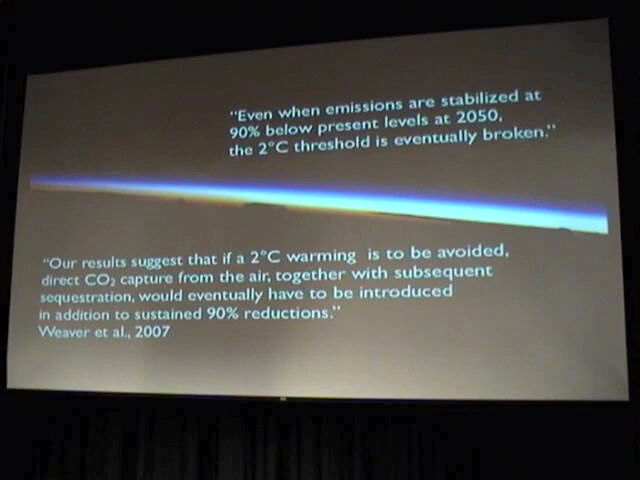 "Even when emissions are stabilized at
90% below present levels at 2050,
the 2°C threshold is eventually broken."
"Our results suggest that if a 2°C warming is to be avoided,
direct CO₂ capture from the air, together with subsequent
sequestration, would eventually have to be introduced
in addition to sustained 90% reductions."
Weaver et al., 2007